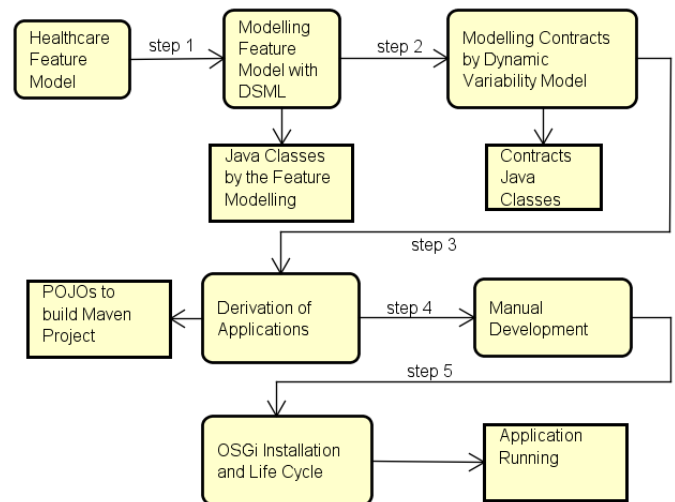 Healthcare
Feature
Model
step 1
Modelling
Feature
Model with
DSML
step 2
Modelling Contracts
by Dynamic
Variability Model
Java Classes
by the Feature
Modelling
Contracts
Java
Classes
step 3
POJOs to
build Maven
Project
Derivation of
Applications
step 4
Manual
Development
step 5
OSGi Installation
and Life Cycle
Application
Running